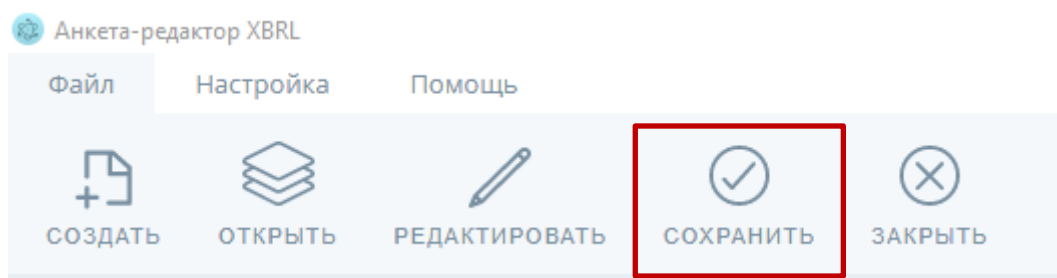 Анкета-редактор XBRL
Файл Настройка Помощь
СОЗДАТЬ ОТКРЫТЬ РЕДАКТИРОВАТЬ СОХРАНИТЬ ЗАКРЫТЬ